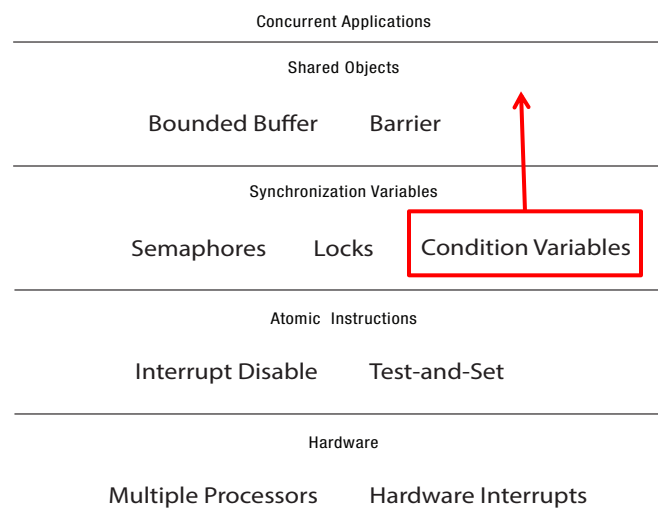 Concurrent Applications
Shared Objects
Bounded Buffer Barrier
Synchronization Variables
Semaphores Locks Condition Variables
Atomic Instructions
Interrupt Disable Test-and-Set
Hardware
Multiple Processors Hardware Interrupts